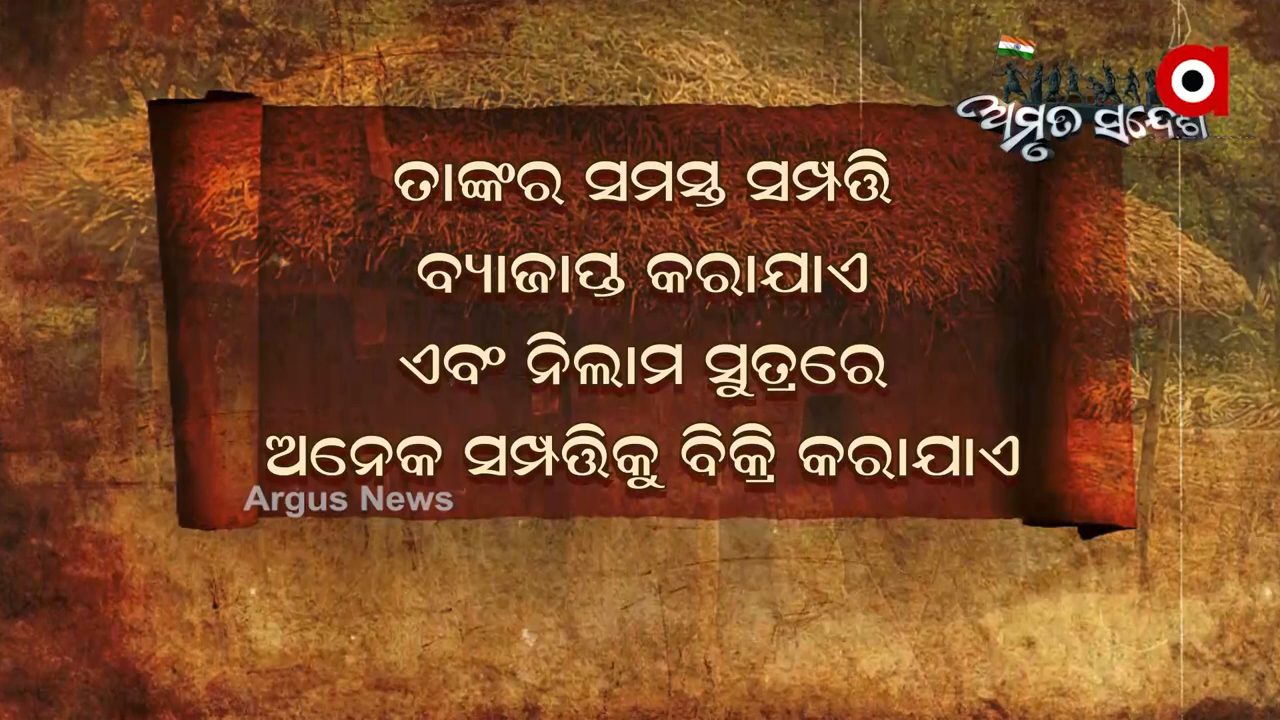 ଅମୃତ ସନ୍ଦେଶ
ତାଙ୍କର ସମସ୍ତ ସମ୍ପତ୍ତି
ବ୍ୟାଜାପ୍ତ କରାଯାଏ
ଏବଂ ନିଲାମ ସୁତ୍ରରେ
ଅନେକ ସମ୍ପତ୍ତିକୁ ବିକ୍ରି କରାଯାଏ
Argus News